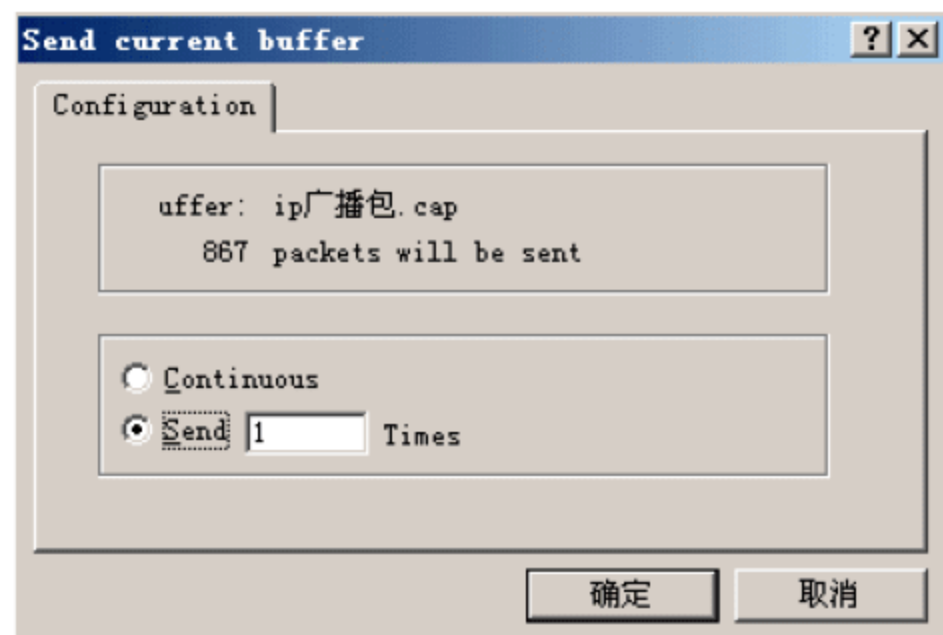 Send current buffer
Configuration
uffer: ip广播包.cap
867 packets will be sent
Continuous
Send 1 Times
确定 取消